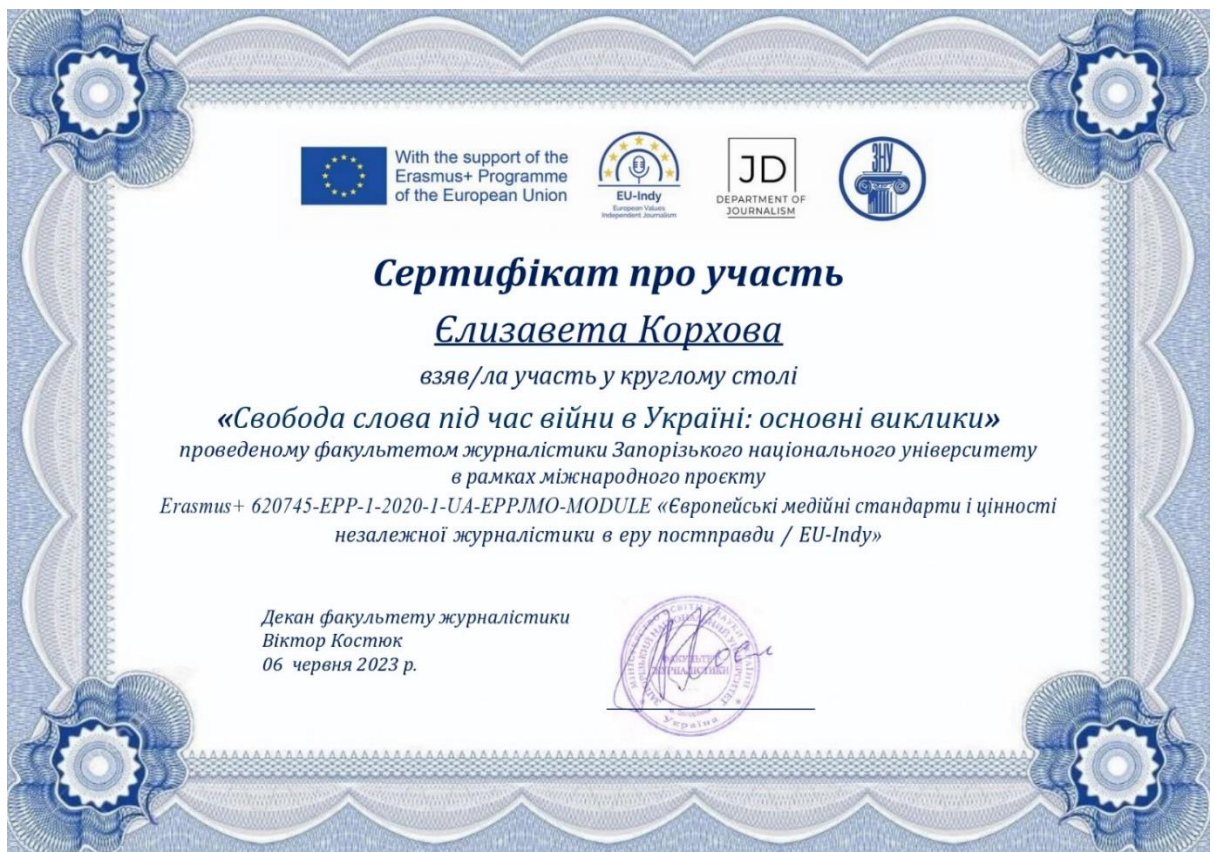 With the support of the
Erasmus+ Programme
of the European Union
EU-Indy
European Values
Independent Journalism
JD
DEPARTMENT OF
JOURNALISM
ЗНУ
Сертифікат про участь
Єлизавета Корхова
взяв/ла участь у круглому столі
«Свобода слова під час війни в Україні: основні виклики»
проведеному факультетом журналістики Запорізького національного університету
в рамках міжнародного проєкту
Erasmus+ 620745-EPP-1-2020-1-UA-EPPJMO-MODULE «Європейські медійні стандарти і цінності
незалежної журналістики в еру постправди / EU-Indy»
Декан факультету журналістики
Віктор Костюк
06 червня 2023 р.
ФАКУЛЬТЕТ
ЖУРНАЛІСТИКИ
Україна